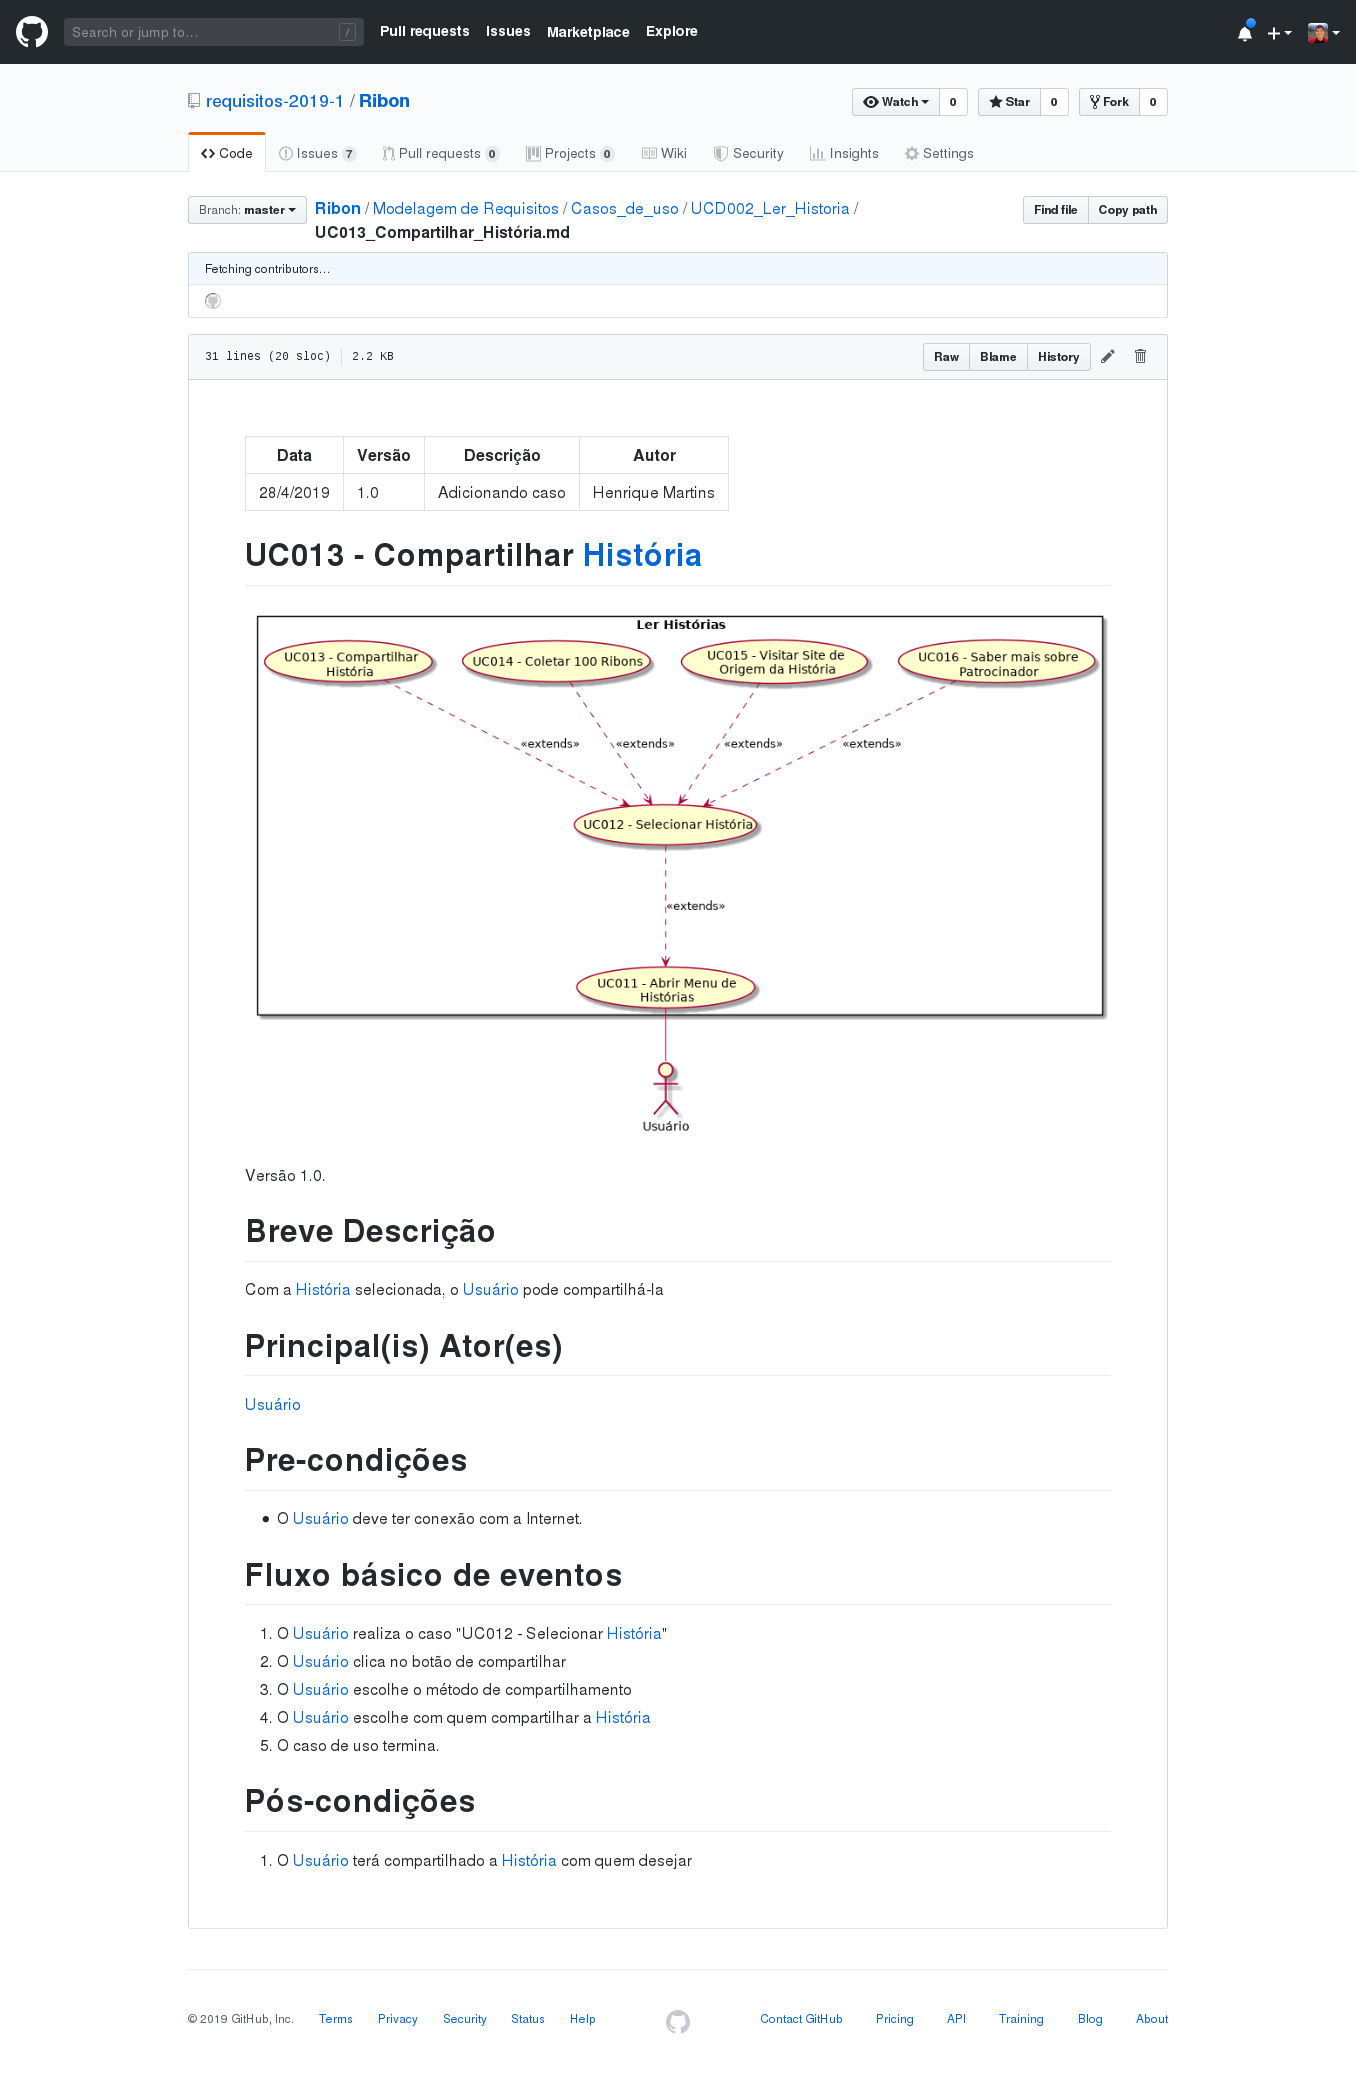 Search or jump to… / Pull requests Issues Marketplace Explore
requisitos-2019-1 / Ribon Watch 0 Star 0 Fork 0
Code Issues 7 Pull requests 0 Projects 0 Wiki Security Insights Settings
Branch: master Ribon / Modelagem de Requisitos / Casos_de_uso / UCD002_Ler_Historia / Find file Copy path
UC013_Compartilhar_História.md
Fetching contributors…
31 lines (20 sloc) 2.2 KB Raw Blame History
Data Versão Descrição Autor
28/4/2019 1.0 Adicionando caso Henrique Martins
UC013 - Compartilhar História
Ler Histórias
UC013 - Compartilhar
História
UC014 - Coletar 100 Ribons
UC015 - Visitar Site de
Origem da História
UC016 - Saber mais sobre
Patrocinador
«extends» «extends» «extends» «extends»
UC012 - Selecionar História
«extends»
UC011 - Abrir Menu de
Histórias
Usuário
Versão 1.0.
Breve Descrição
Com a História selecionada, o Usuário pode compartilhá-la
Principal(is) Ator(es)
Usuário
Pre-condições
• O Usuário deve ter conexão com a Internet.
Fluxo básico de eventos
1. O Usuário realiza o caso "UC012 - Selecionar História"
2. O Usuário clica no botão de compartilhar
3. O Usuário escolhe o método de compartilhamento
4. O Usuário escolhe com quem compartilhar a História
5. O caso de uso termina.
Pós-condições
1. O Usuário terá compartilhado a História com quem desejar
© 2019 GitHub, Inc. Terms Privacy Security Status Help Contact GitHub Pricing API Training Blog About